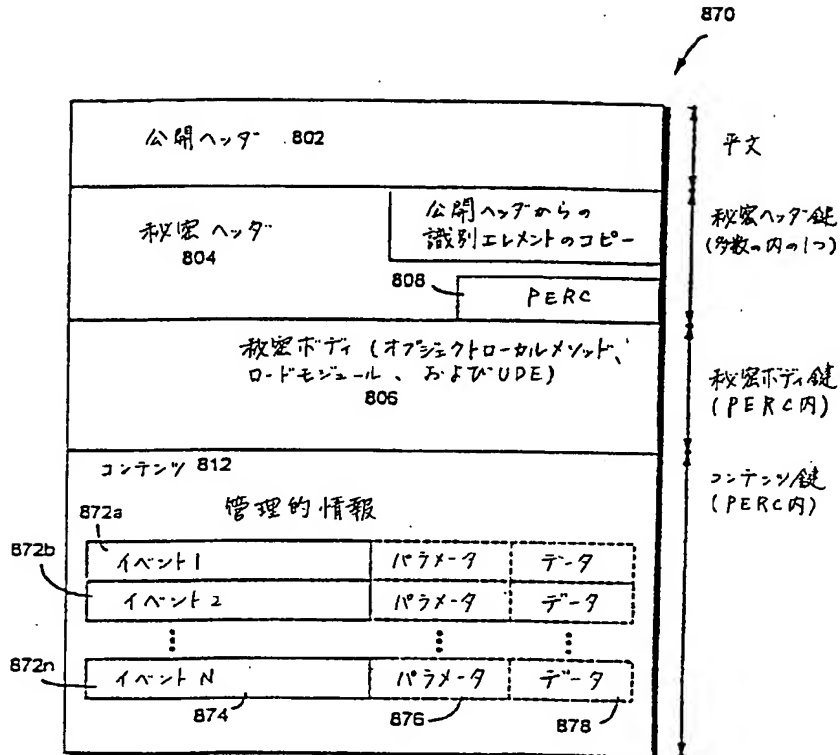 870
公開ヘッダ 802
平文
秘密ヘッダ
804
公開ヘッダからの
識別エレメントのコピー
秘密ヘッダ鍵
(多数の内の1つ)
808
PERC
秘密ボディ (オブジェクトローカルメソッド、
ロードモジュール、およびUDE)
806
秘密ボディ鍵
(PERC内)
コンテンツ 812
コンテンツ鍵
(PERC内)
管理的情報
872a
872b
イベント1 パラメータ データ
イベント2 パラメータ データ
872n
イベントN パラメータ データ
874 876 878